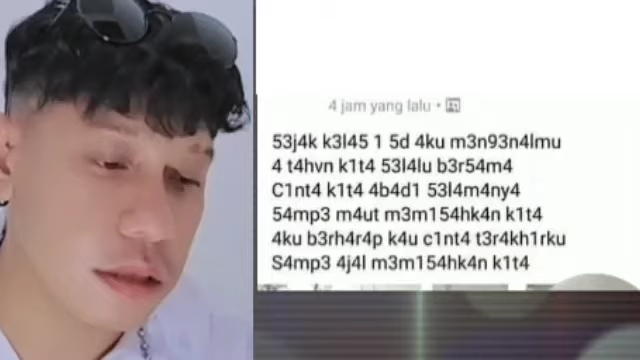 4 jam yang lalu •
53j4k k3l45 1 5d 4ku m3n93n4lmu
4 t4hvn k1t4 53l4lu b3r54m4
C1nt4 k1t4 4b4d1 53l4m4ny4
54mp3 m4ut m3m154hk4n k1t4
4ku b3rh4r4p k4u c1nt4 t3r4kh1rku
S4mp3 4j4l m3m154hk4n k1t4